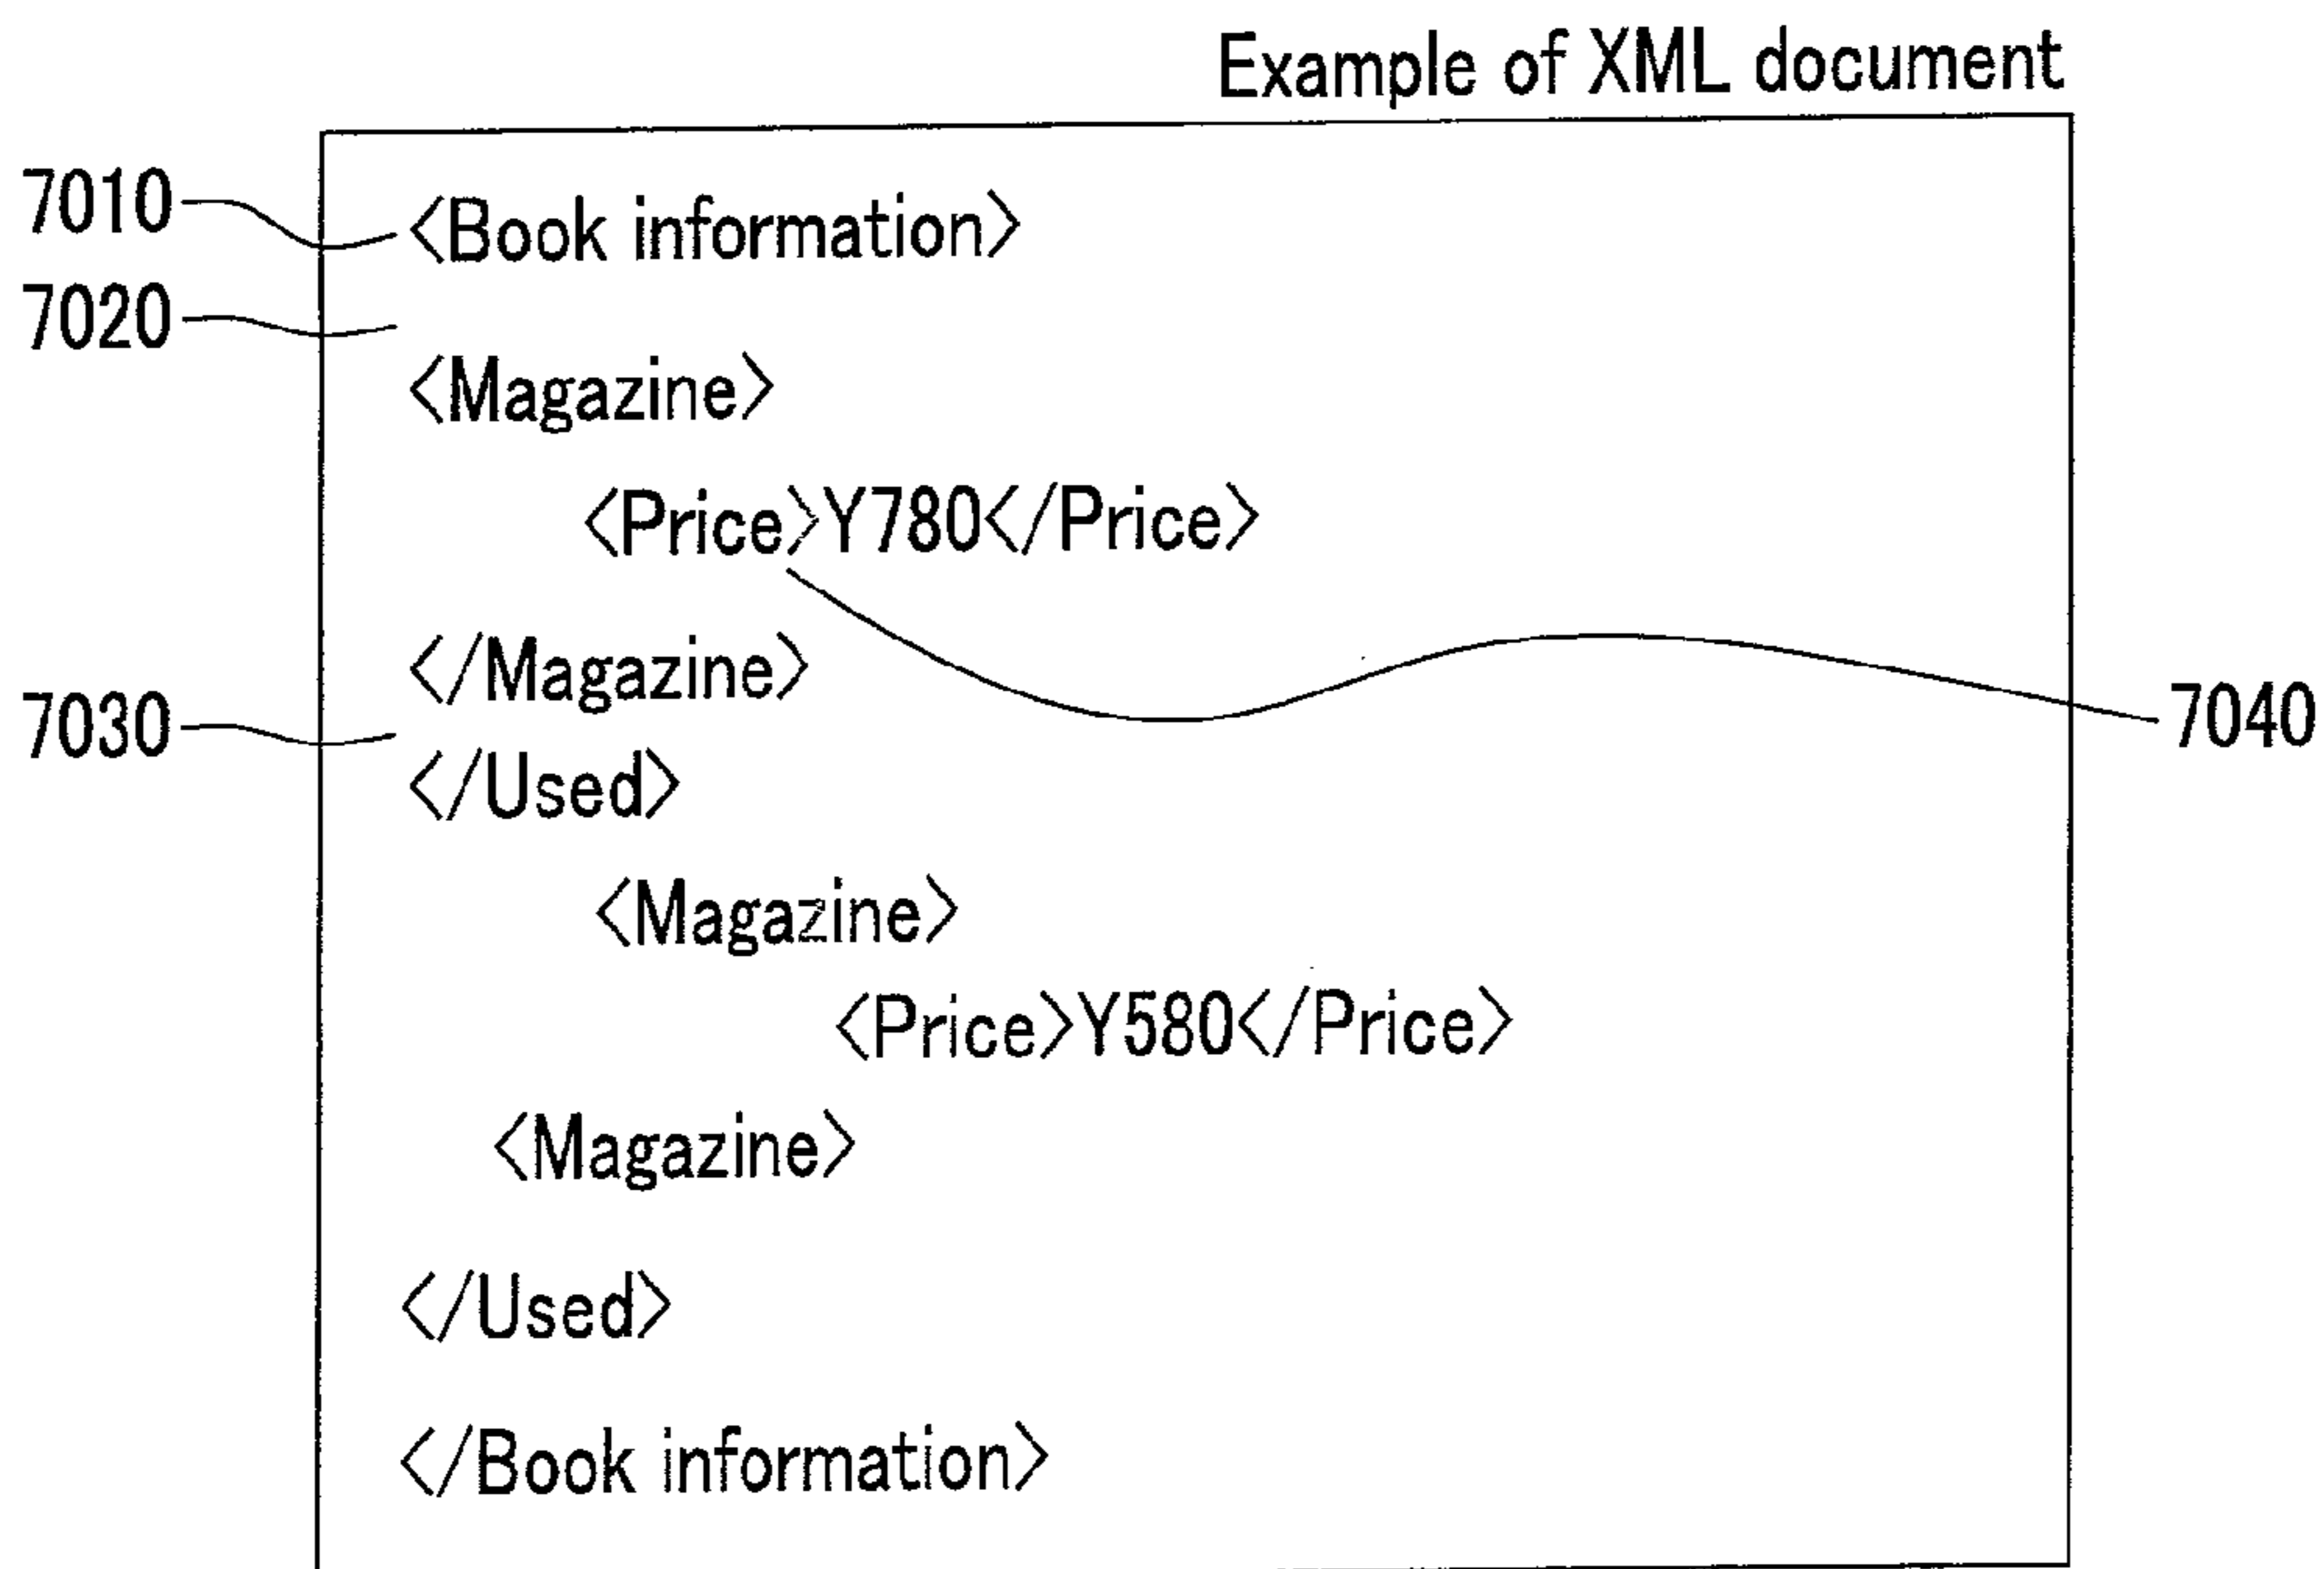 Example of XML document
7010
<Book information>
7020
<Magazine>
<Price>Y780</Price>
</Magazine>
7030
7040
</Used>
<Magazine>
<Price>Y580</Price>
<Magazine>
</Used>
</Book information>